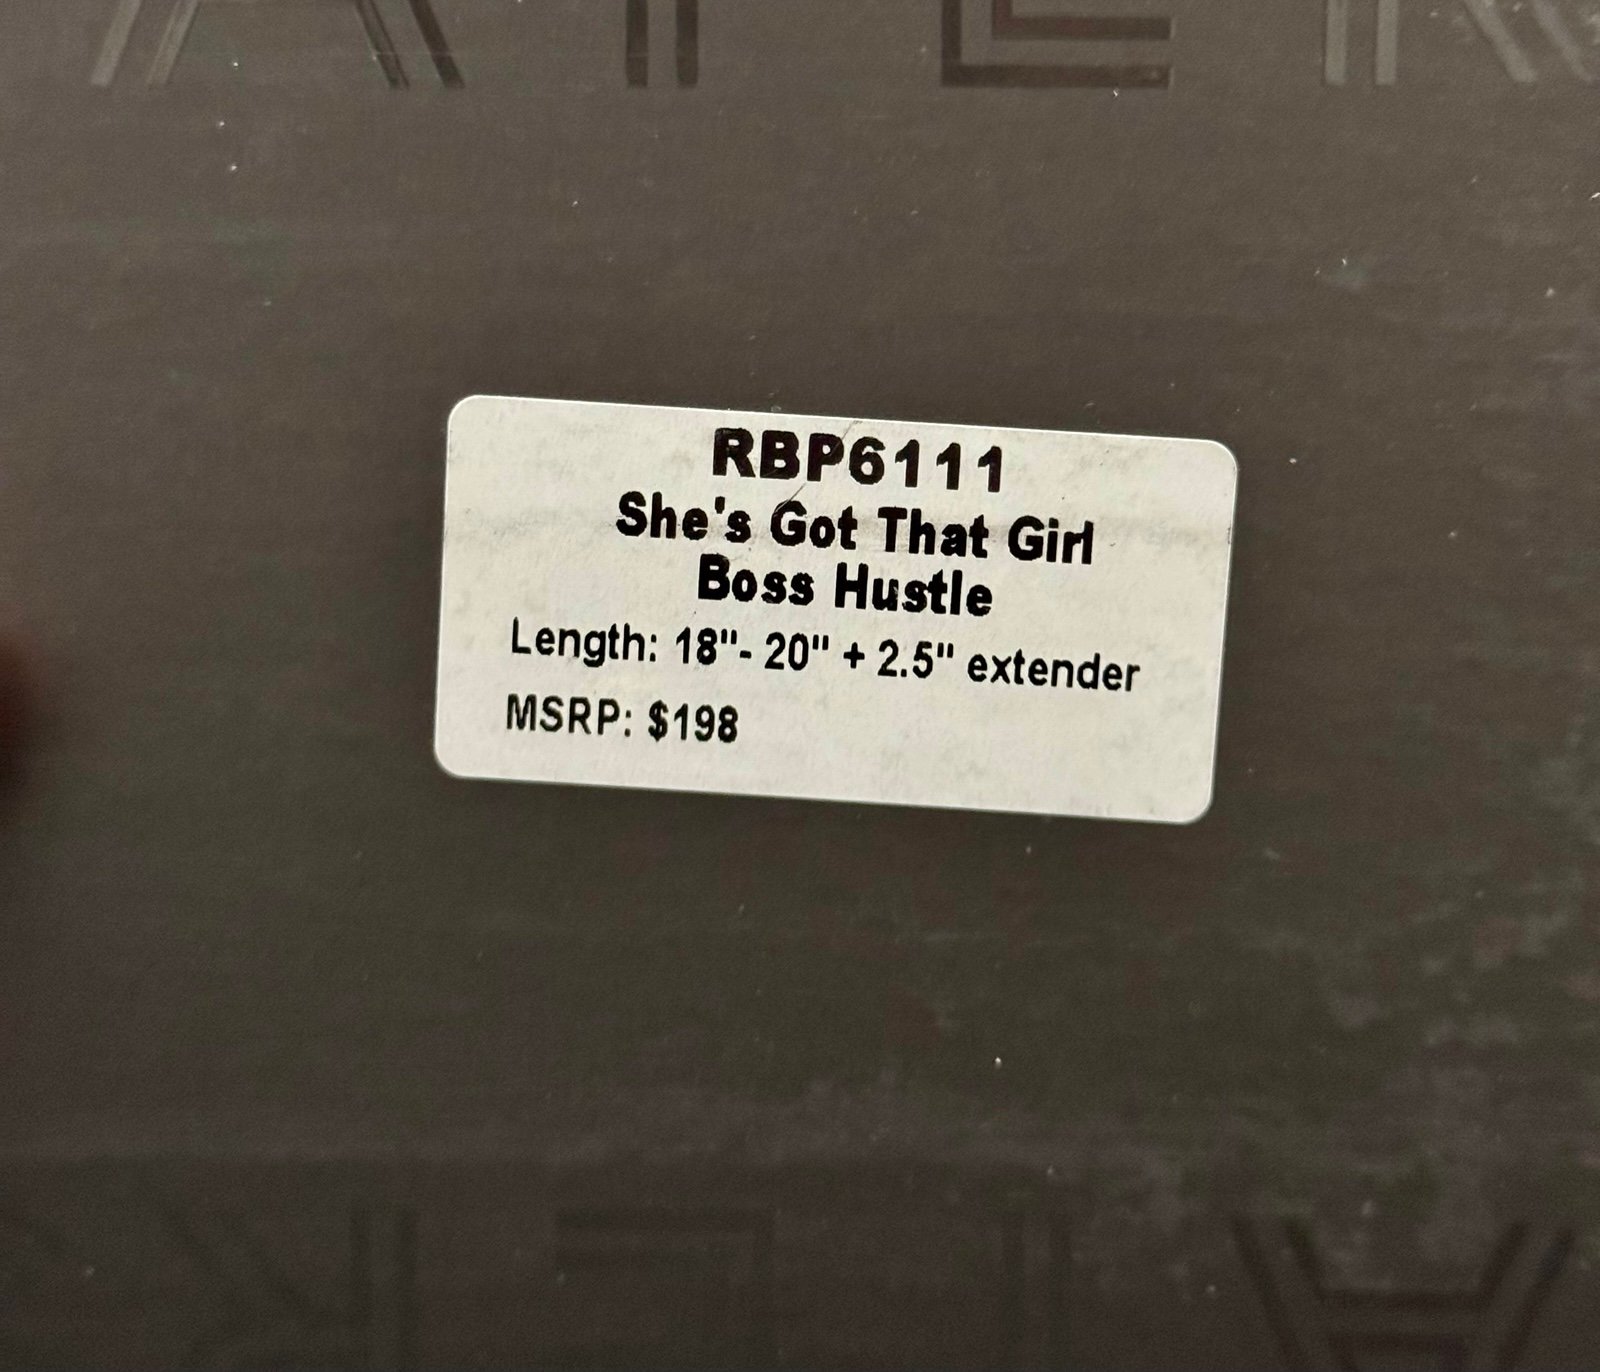 RBP6111
She's Got That Girl
Boss Hustle
Length: 18"- 20" + 2.5" extender
MSRP: $198